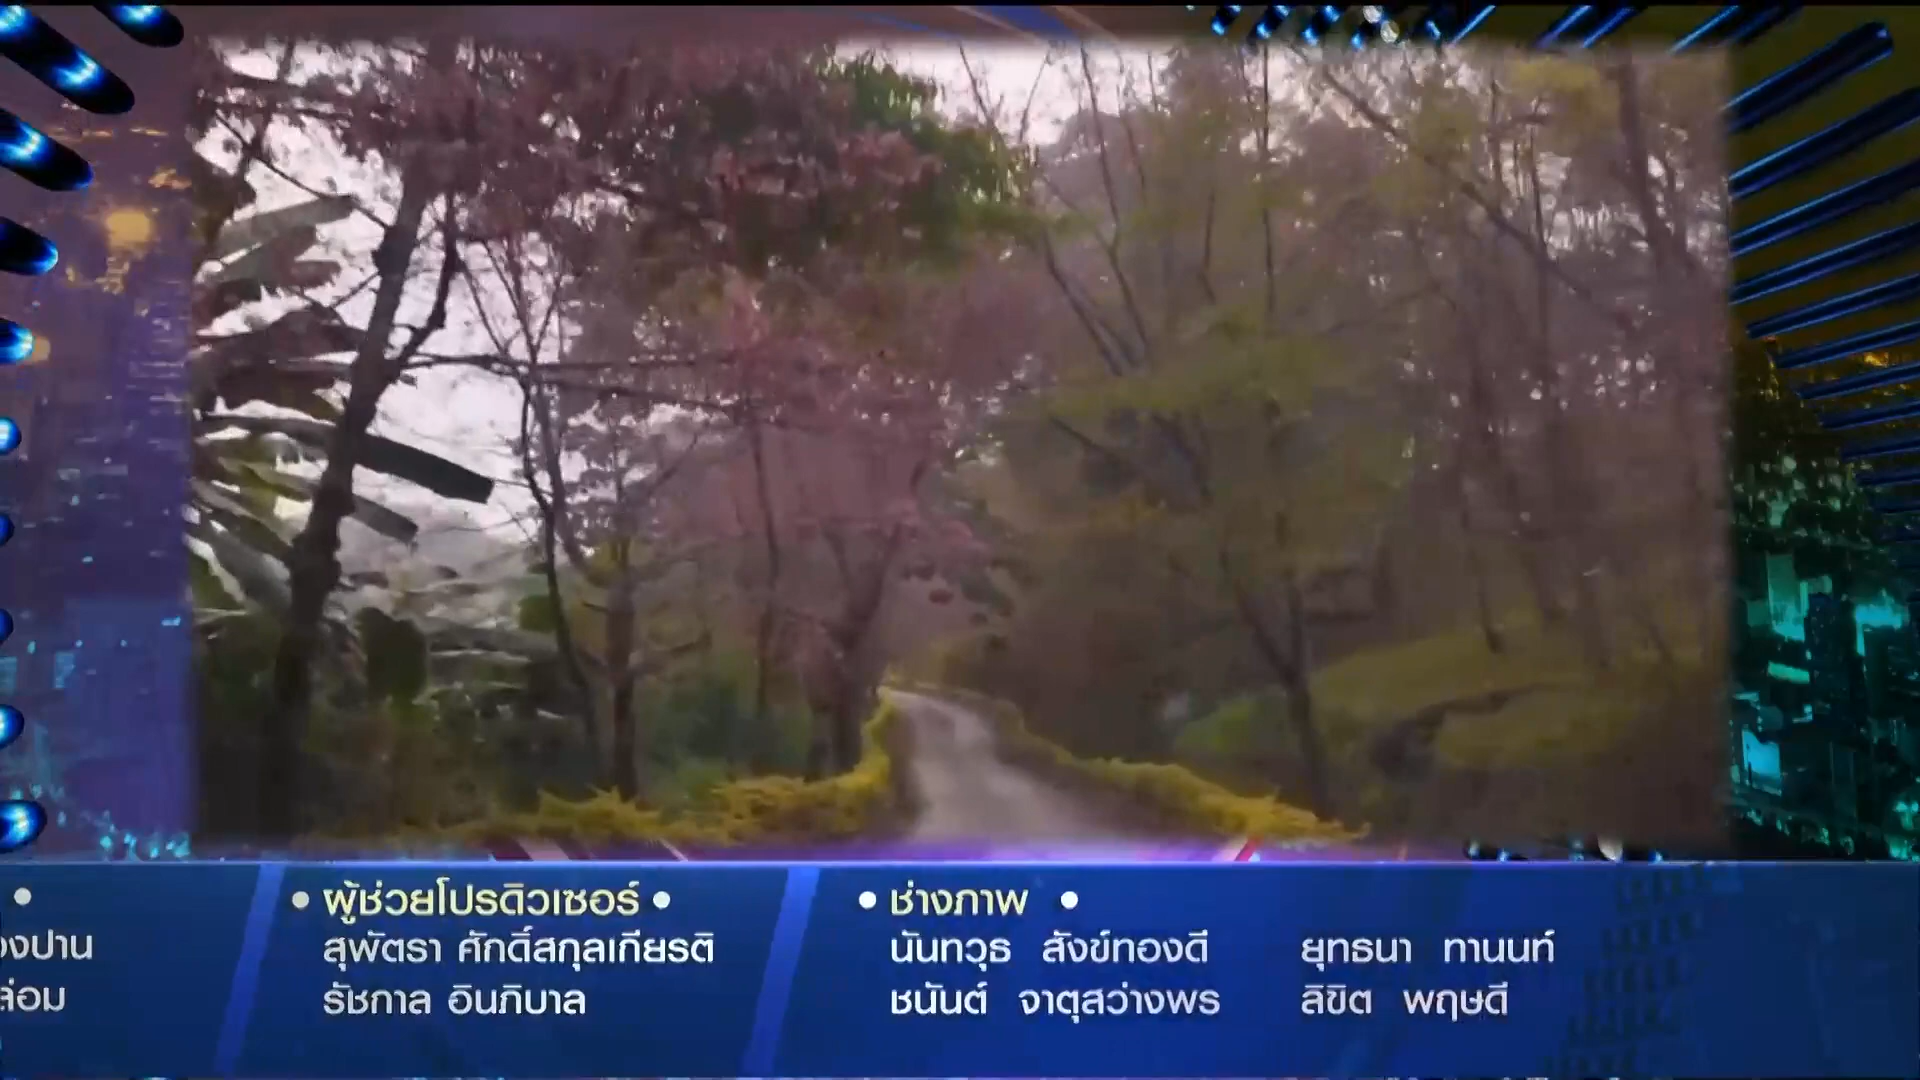 ผู้ช่วยโปรดิวเซอร์
สุพัตรา ศักดิ์สกุลเกียรติ
รัชกาล อินภิบาล
ช่างภาพ
นันทวุธ สังข์ทองดี
ชนันต์ จาตุสว่างพร
ยุทธนา ทานนท์
ลิขิต พฤษดี